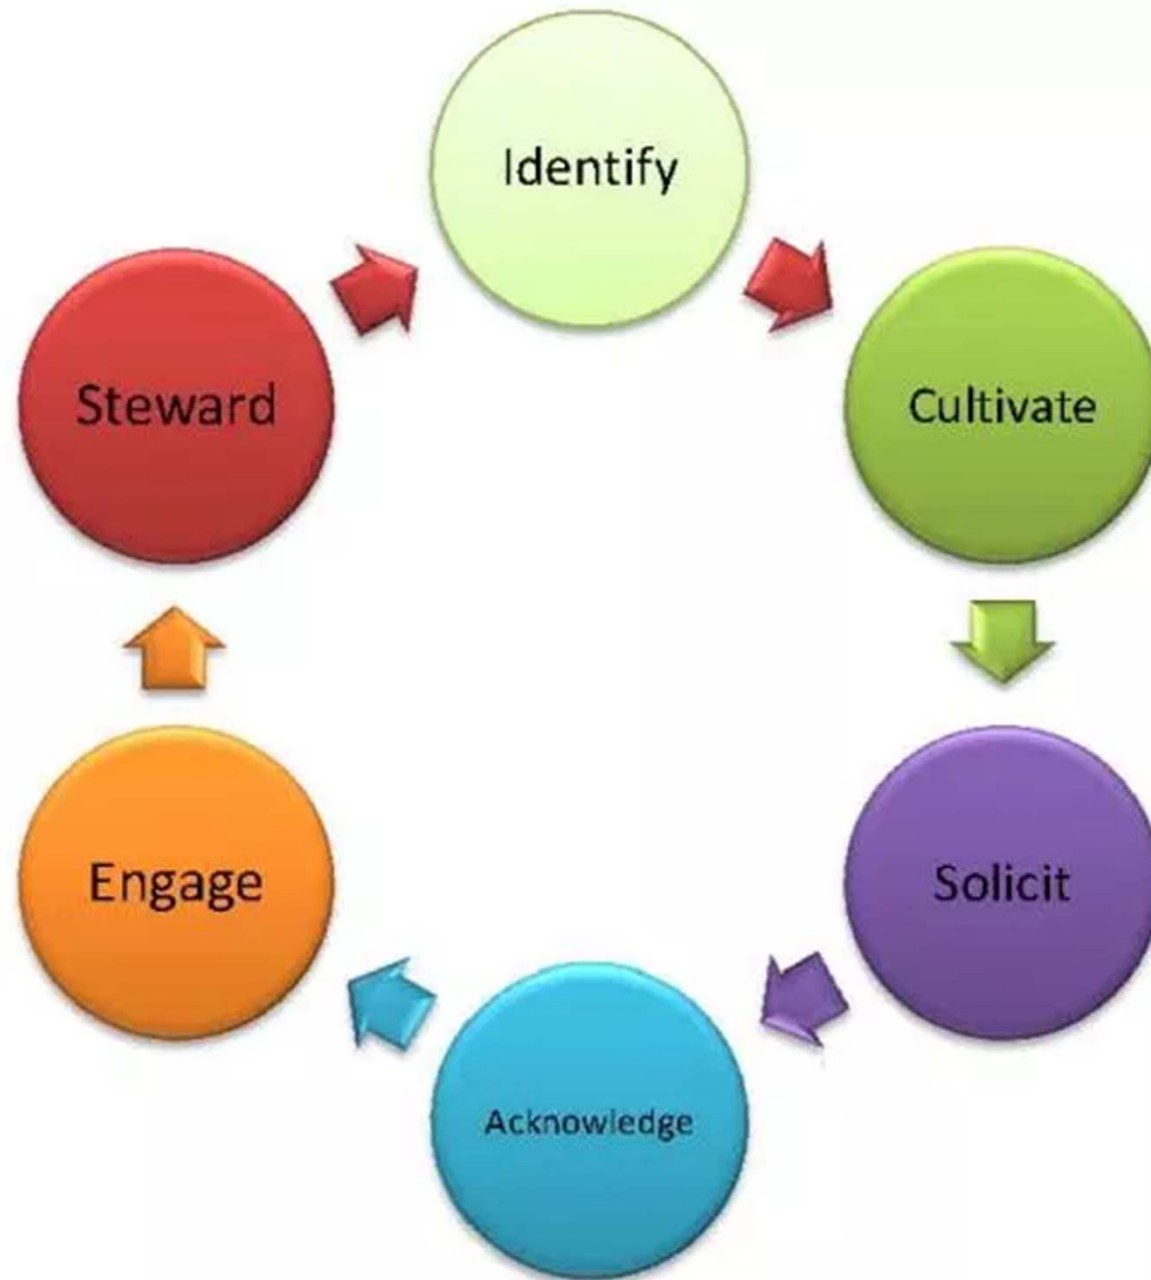 Identify
Cultivate
Solicit
Acknowledge
Engage
Steward